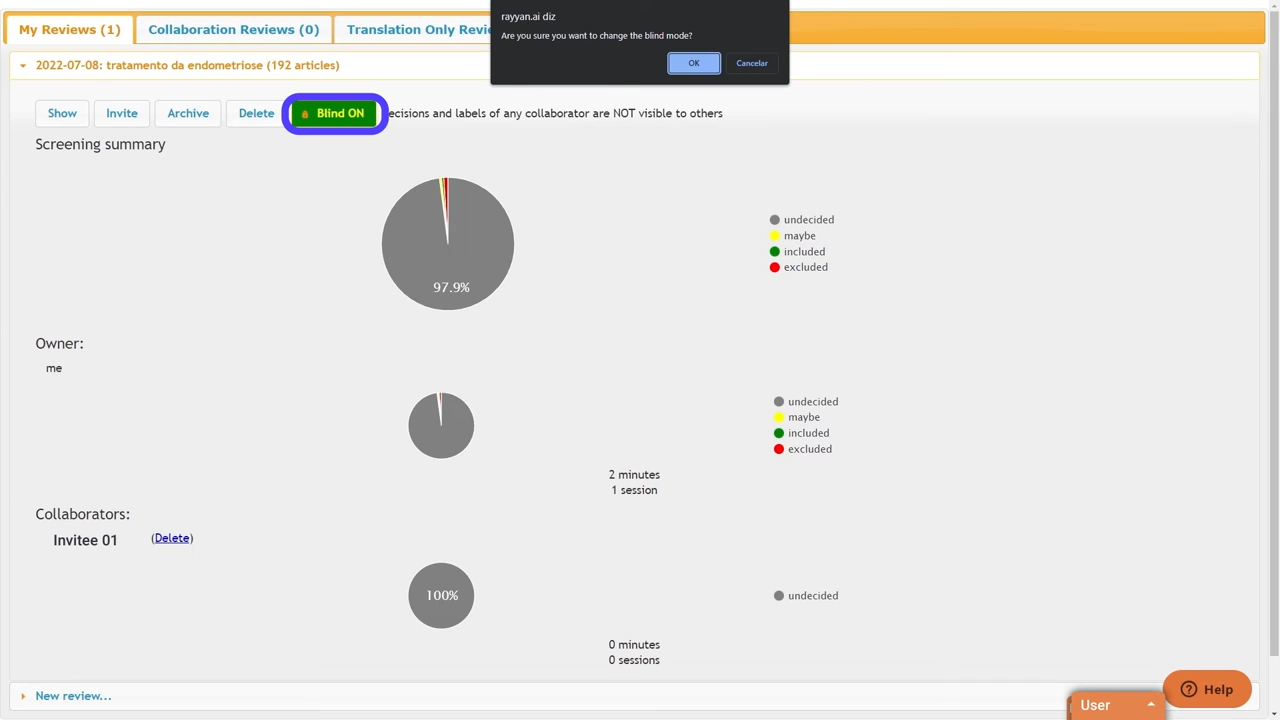 rayyan.ai diz
Are you sure you want to change the blind mode?
OK Cancelar
My Reviews (1) Collaboration Reviews (0) Translation Only
2022-07-08: tratamento da endometriose (192 articles)
Show Invite Archive Delete Blind ON ecisions and labels of any collaborator are NOT visible to others
Screening summary
97.9%
undecided
maybe
included
excluded
Owner:
me
undecided
maybe
included
excluded
2 minutes
1 session
Collaborators:
Invitee 01 (Delete)
100%
undecided
0 minutes
0 sessions
New review...
Help
User